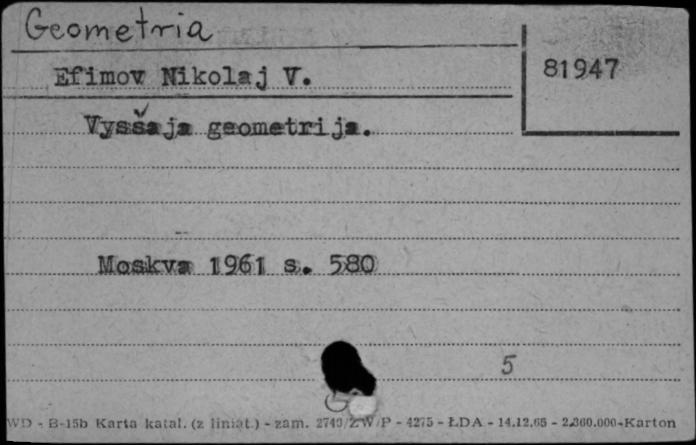 Geometria
81947
Efimov Nikolaj V.
Vysšaja geometrija.
Moskva 1961 s. 580
5
WD - B-15b Karta katal. (z liniat.) - zam. 2740/ZW/P - 4275 - ŁDA - 14.12.65 - 2.360.000-Karton